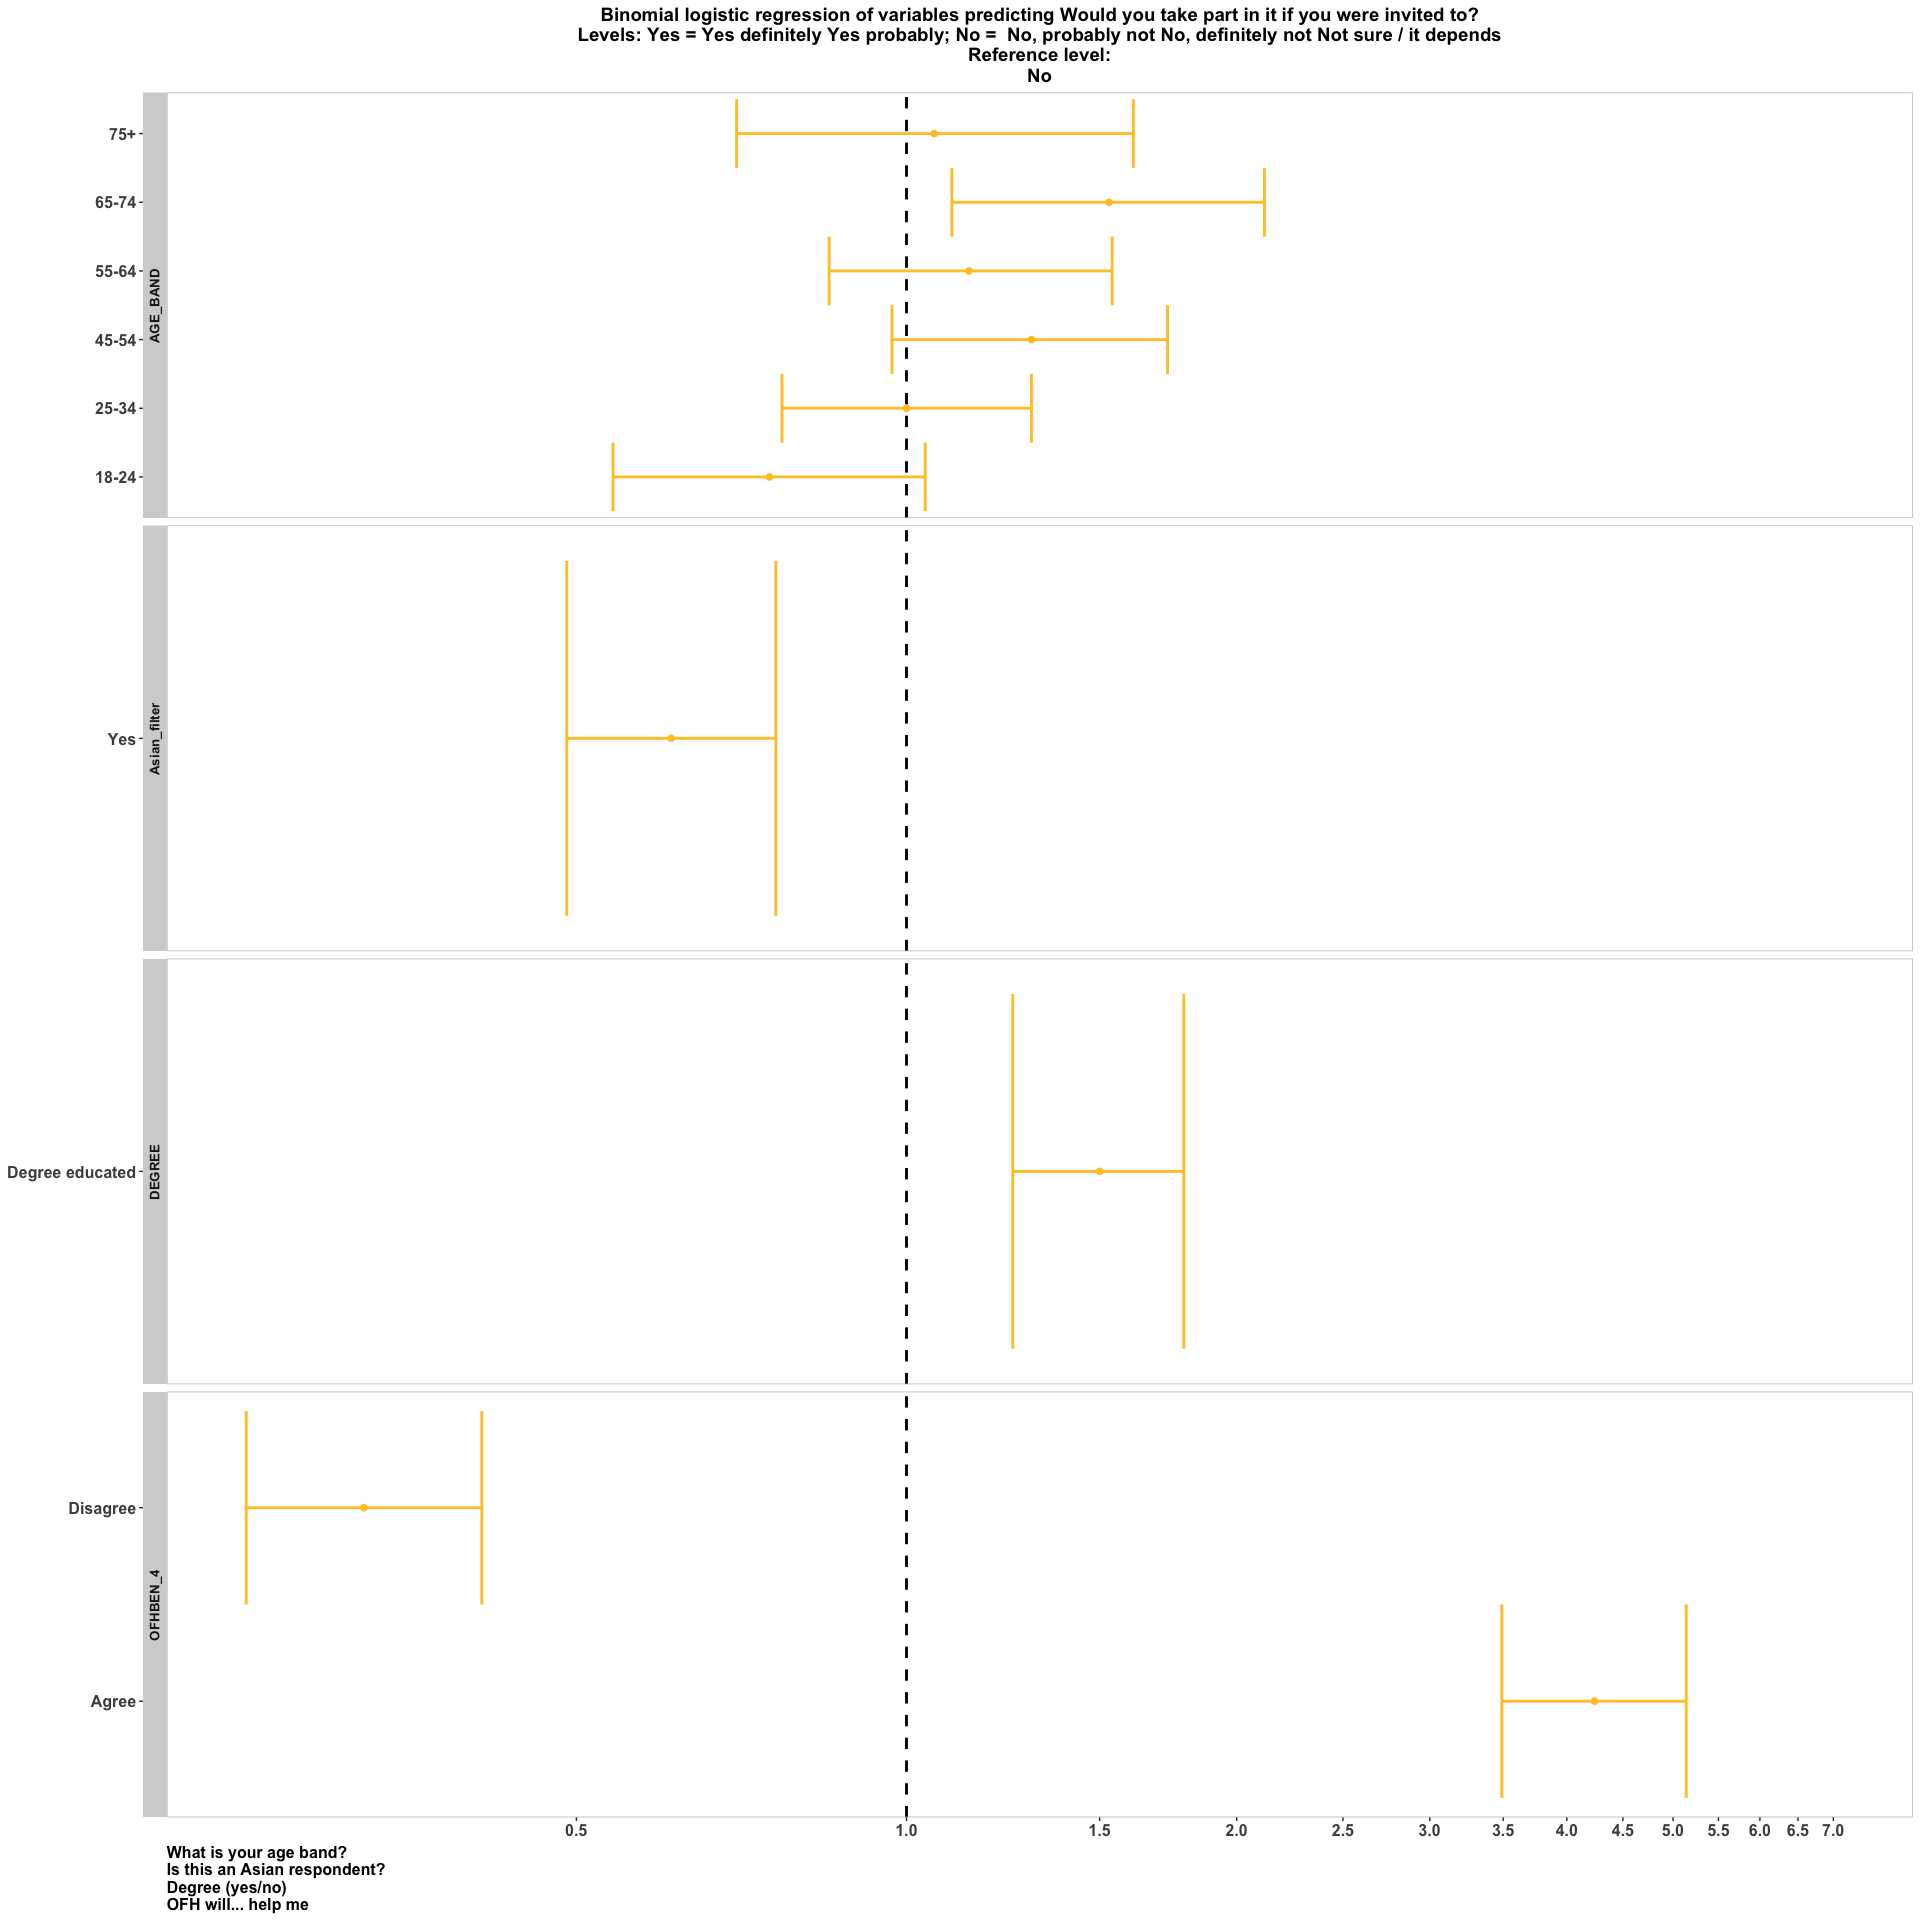 Binomial logistic regression of variables predicting Would you take part in it if you were invited to?
Levels: Yes = Yes definitely Yes probably; No =  No, probably not No, definitely not Not sure / it depends
Reference level:
No
AGE_BAND
75+
65-74
55-64
45-54
25-34
18-24
Asian_filter
Yes
DEGREE
Degree educated
OFHBEN_4
Disagree
Agree
0.5 1.0 1.5 2.0 2.5 3.0 3.5 4.0 4.5 5.0 5.5 6.0 6.5 7.0
What is your age band?
Is this an Asian respondent?
Degree (yes/no)
OFH will... help me